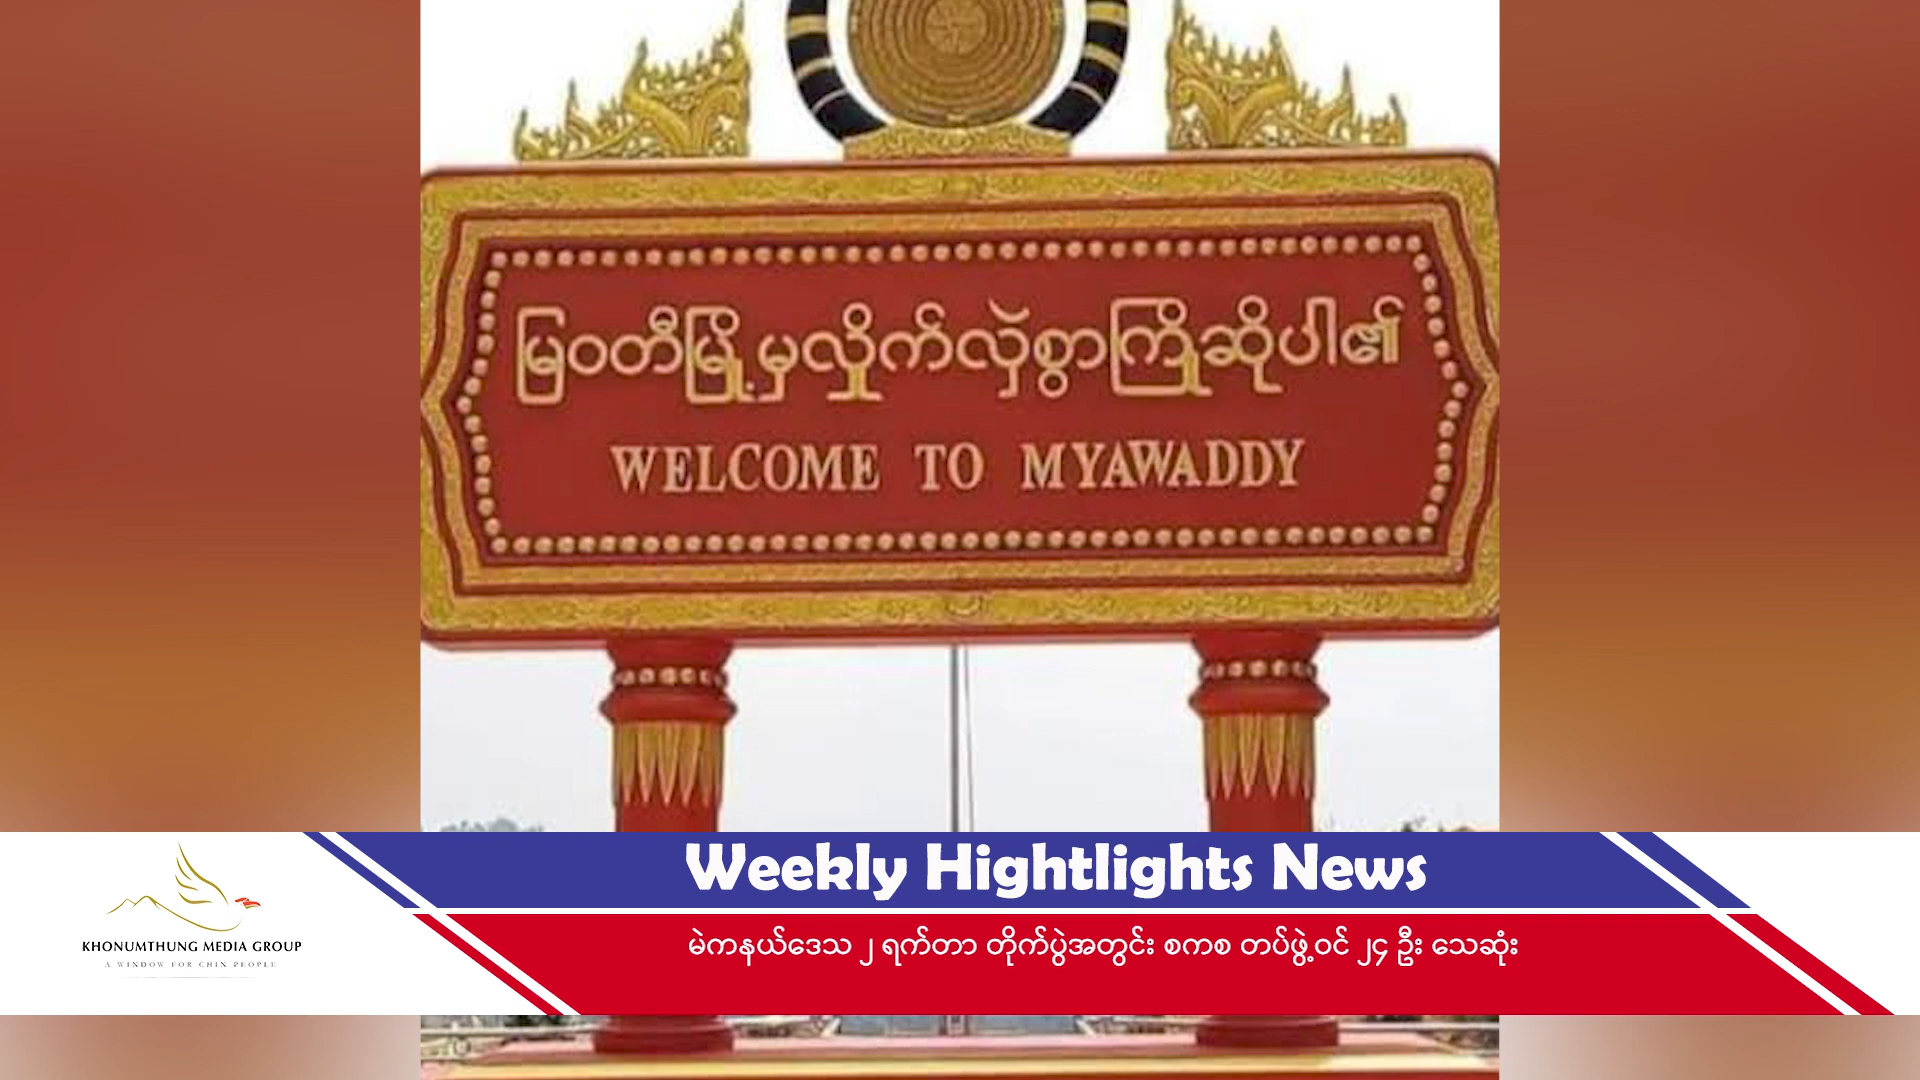 မြဝတီမြို့မှလှိုက်လှဲစွာကြိုဆိုပါ၏
WELCOME TO MYAWADDY
Weekly Hightlights News
KHONUMTHUNG MEDIA GROUP
A WINDOW FOR CHIN PEOPLE
မဲကနယ်ဒေသ ၂ ရက်တာ တိုက်ပွဲအတွင်း စကစ တပ်ဖွဲ့ဝင် ၂၄ ဦး သေဆုံး